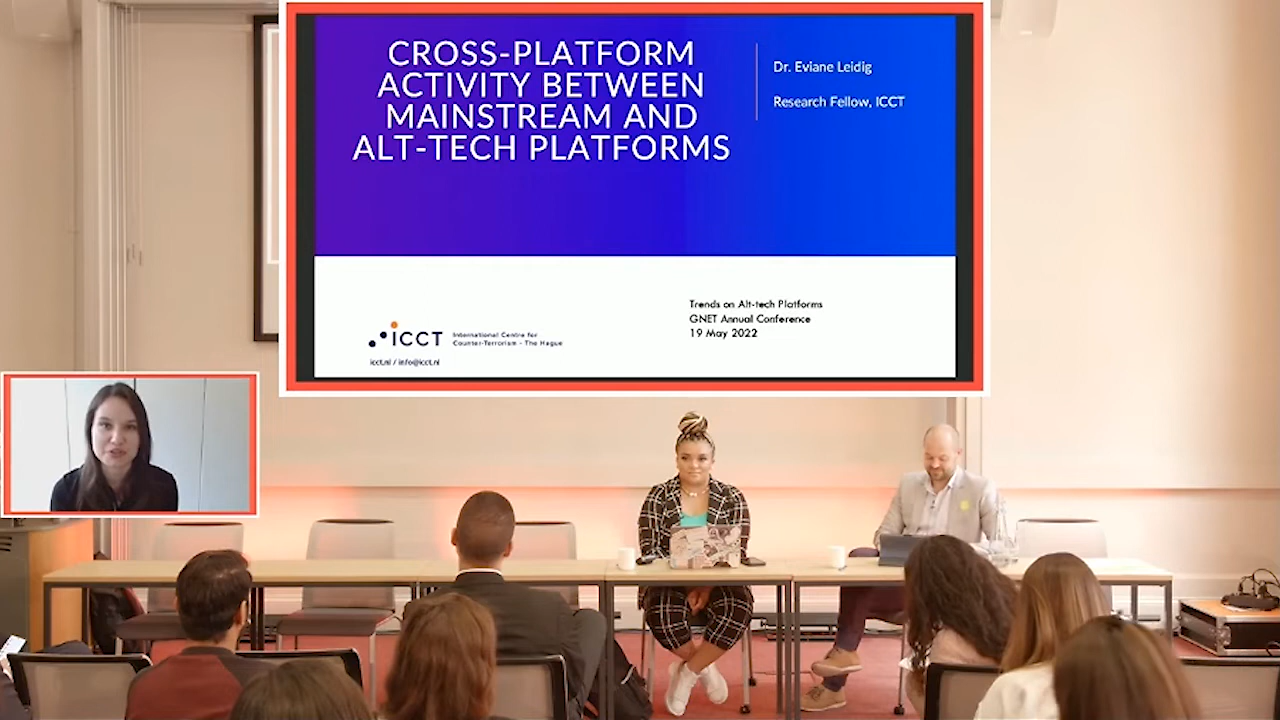 CROSS-PLATFORM
ACTIVITY BETWEEN
MAINSTREAM AND
ALT-TECH PLATFORMS
Dr. Eviane Leidig
Research Fellow, ICCT
ICCT
International Centre for
Counter-Terrorism - The Hague
icct.nl / info@icct.nl
Trends on Alt-tech Platforms
GNET Annual Conference
19 May 2022